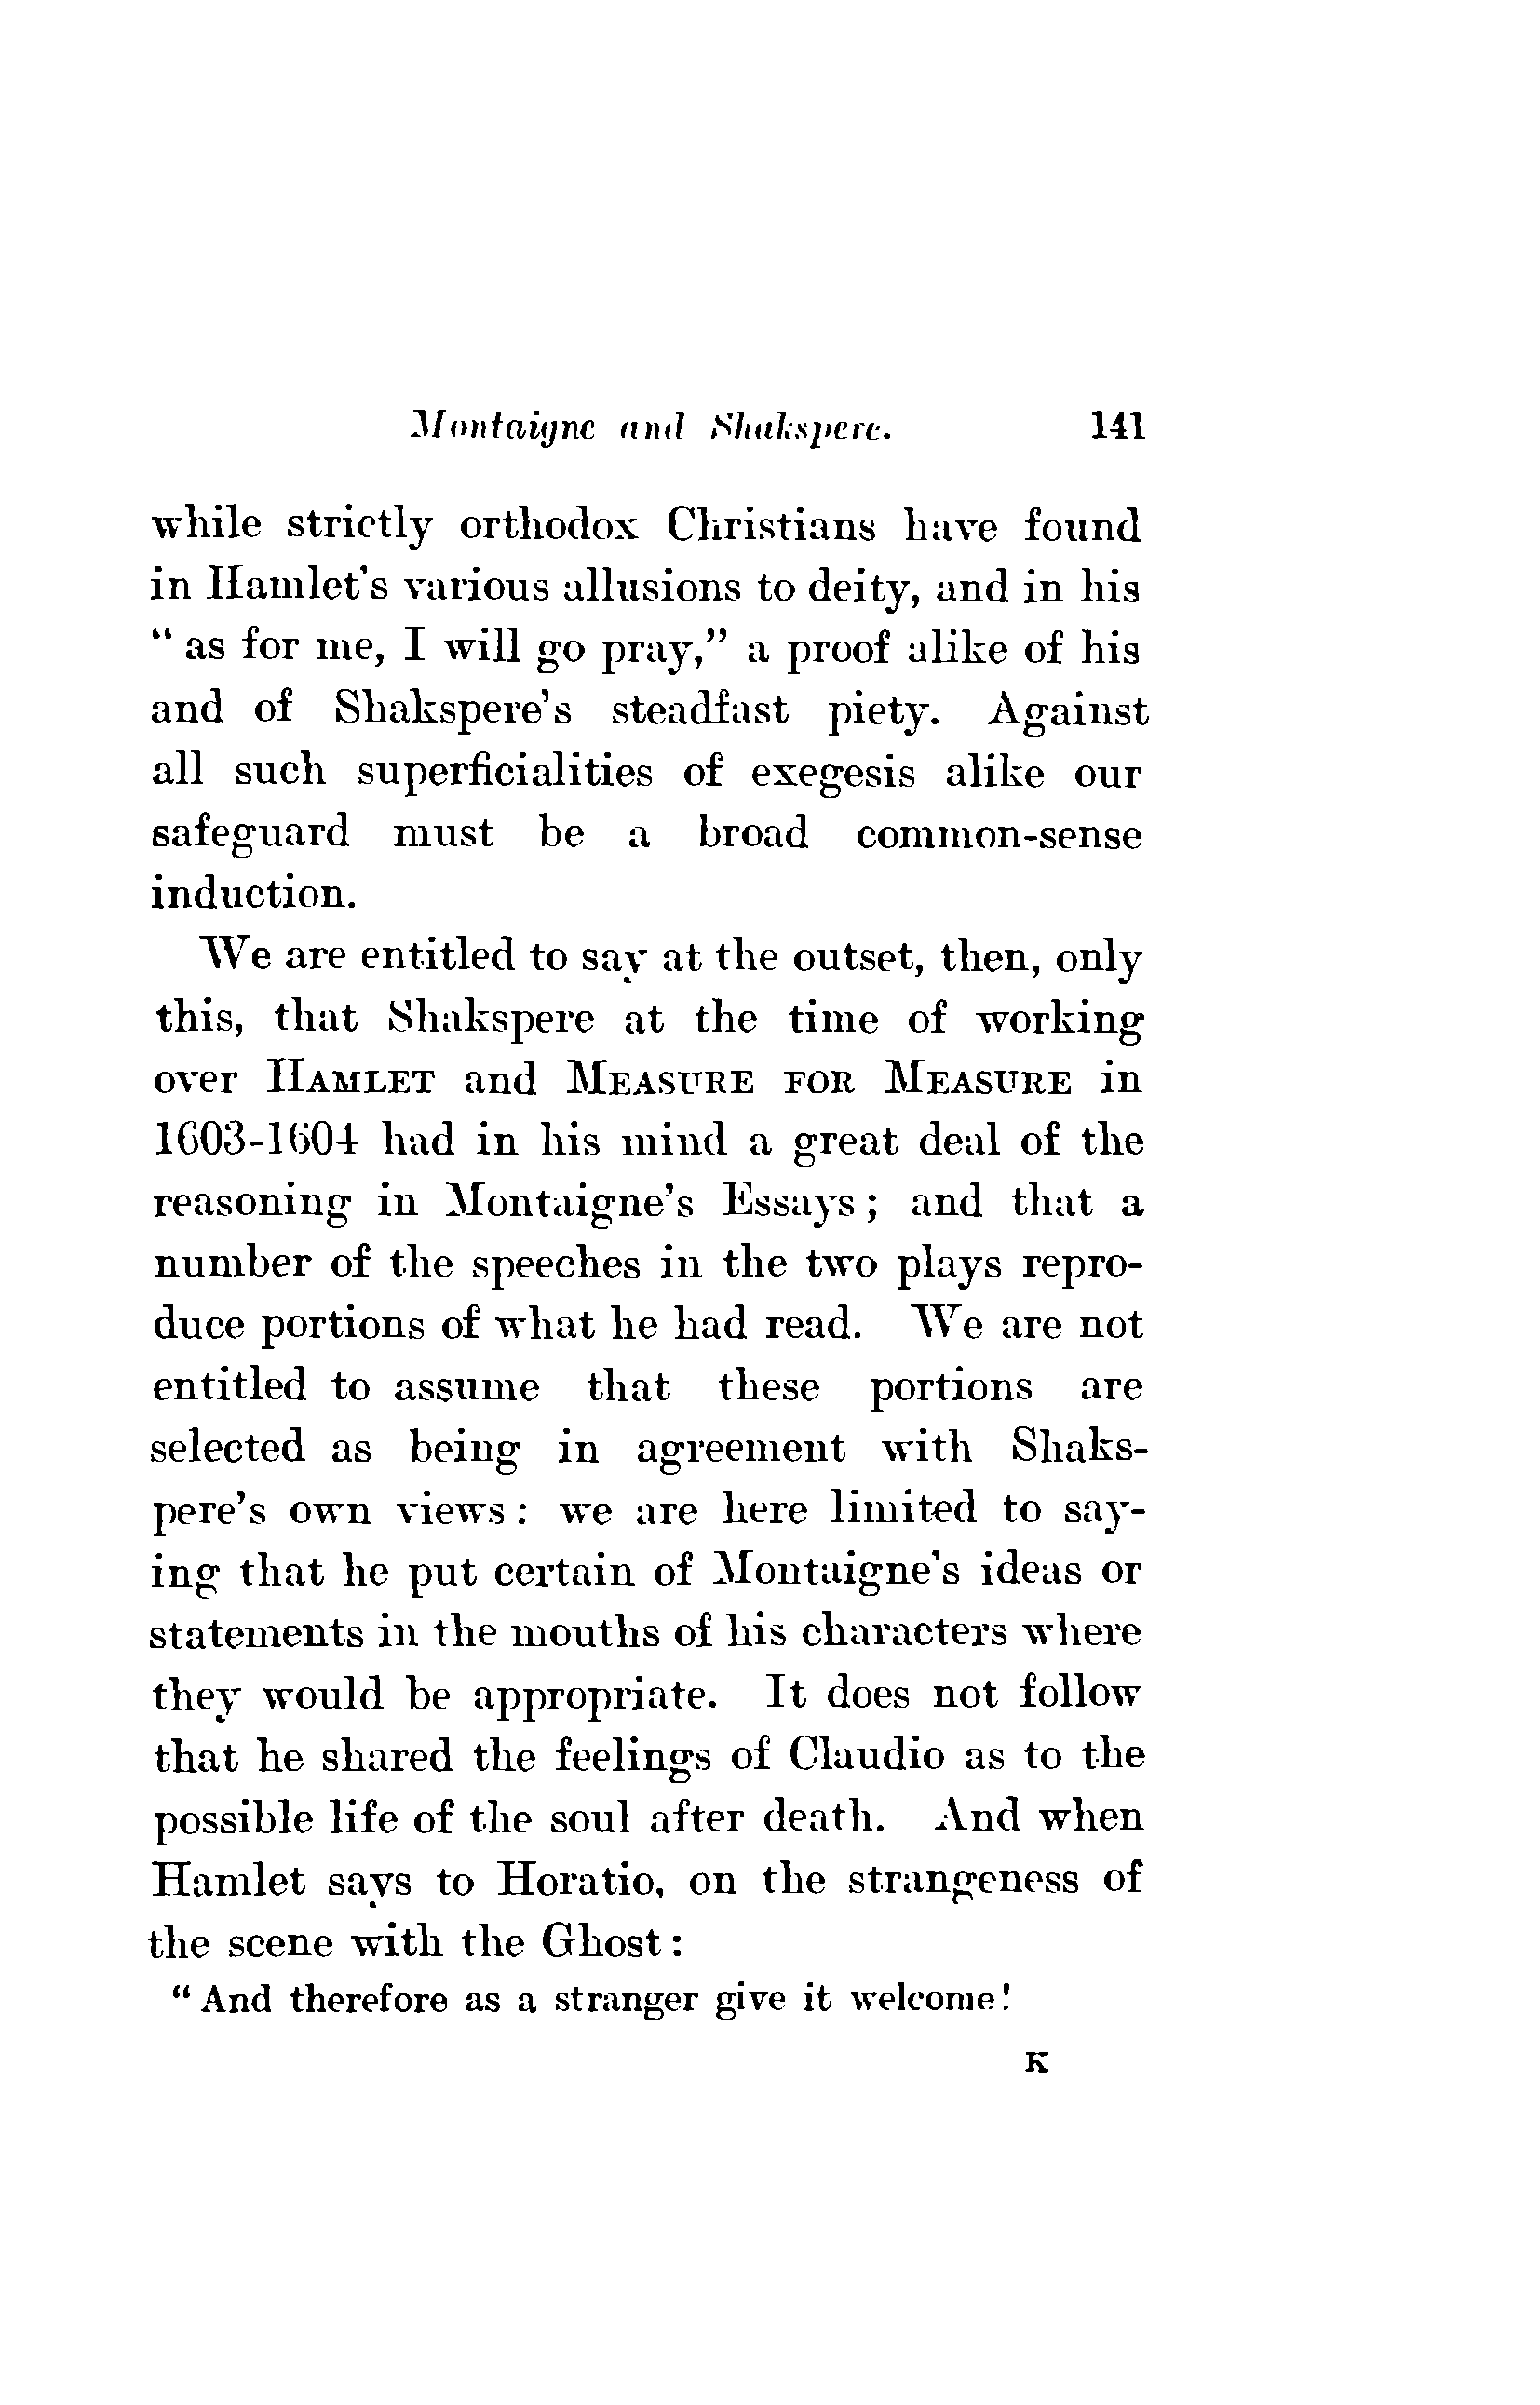 Montaigne and Shakspere. 141
while strictly orthodox Christians have found
in Hamlet's various allusions to deity, and in his
“ as for me, I will go pray,” a proof alike of his
and of Shakspere's steadfast piety. Against
all such superficialities of exegesis alike our
safeguard must be a broad common-sense
induction.
We are entitled to say at the outset, then, only
this, that Shakspere at the time of working
over HAMLET and MEASURE FOR MEASURE in
1603-1604 had in his mind a great deal of the
reasoning in Montaigne's Essays; and that a
number of the speeches in the two plays repro-
duce portions of what he had read. We are not
entitled to assume that these portions are
selected as being in agreement with Shaks-
pere's own views: we are here limited to say-
ing that he put certain of Montaigne's ideas or
statements in the mouths of his characters where
they would be appropriate. It does not follow
that he shared the feelings of Claudio as to the
possible life of the soul after death. And when
Hamlet says to Horatio, on the strangeness of
the scene with the Ghost:
“ And therefore as a stranger give it welcome!
K